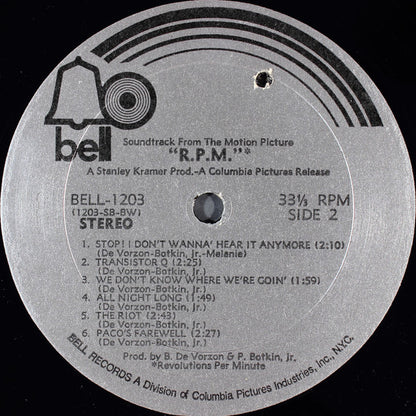 bell
Soundtrack From The Motion Picture
"R.P.M."*
A Stanley Kramer Prod.-A Columbia Pictures Release
BELL-1203
(1203-SB-BW)
STEREO
33⅓ RPM
SIDE 2
1. STOP! I DON'T WANNA' HEAR IT ANYMORE (2:10)
(De Vorzon-Botkin, Jr.-Melanie)
2. TRANSISTOR Q (2:25)
(De Vorzon-Botkin, Jr.)
3. WE DON'T KNOW WHERE WE'RE GOIN' (1:59)
(De Vorzon-Botkin, Jr.)
4. ALL NIGHT LONG (1:49)
(De Vorzon-Botkin, Jr.)
5. THE RIOT (2:43)
(De Vorzon-Botkin, Jr.)
6. PACO'S FAREWELL (2:27)
(De Vorzon-Botkin, Jr.)
Prod. by B. De Vorzon & P. Botkin, Jr.
*Revolutions Per Minute
BELL RECORDS A Division of Columbia Pictures Industries, Inc., N.Y.C.